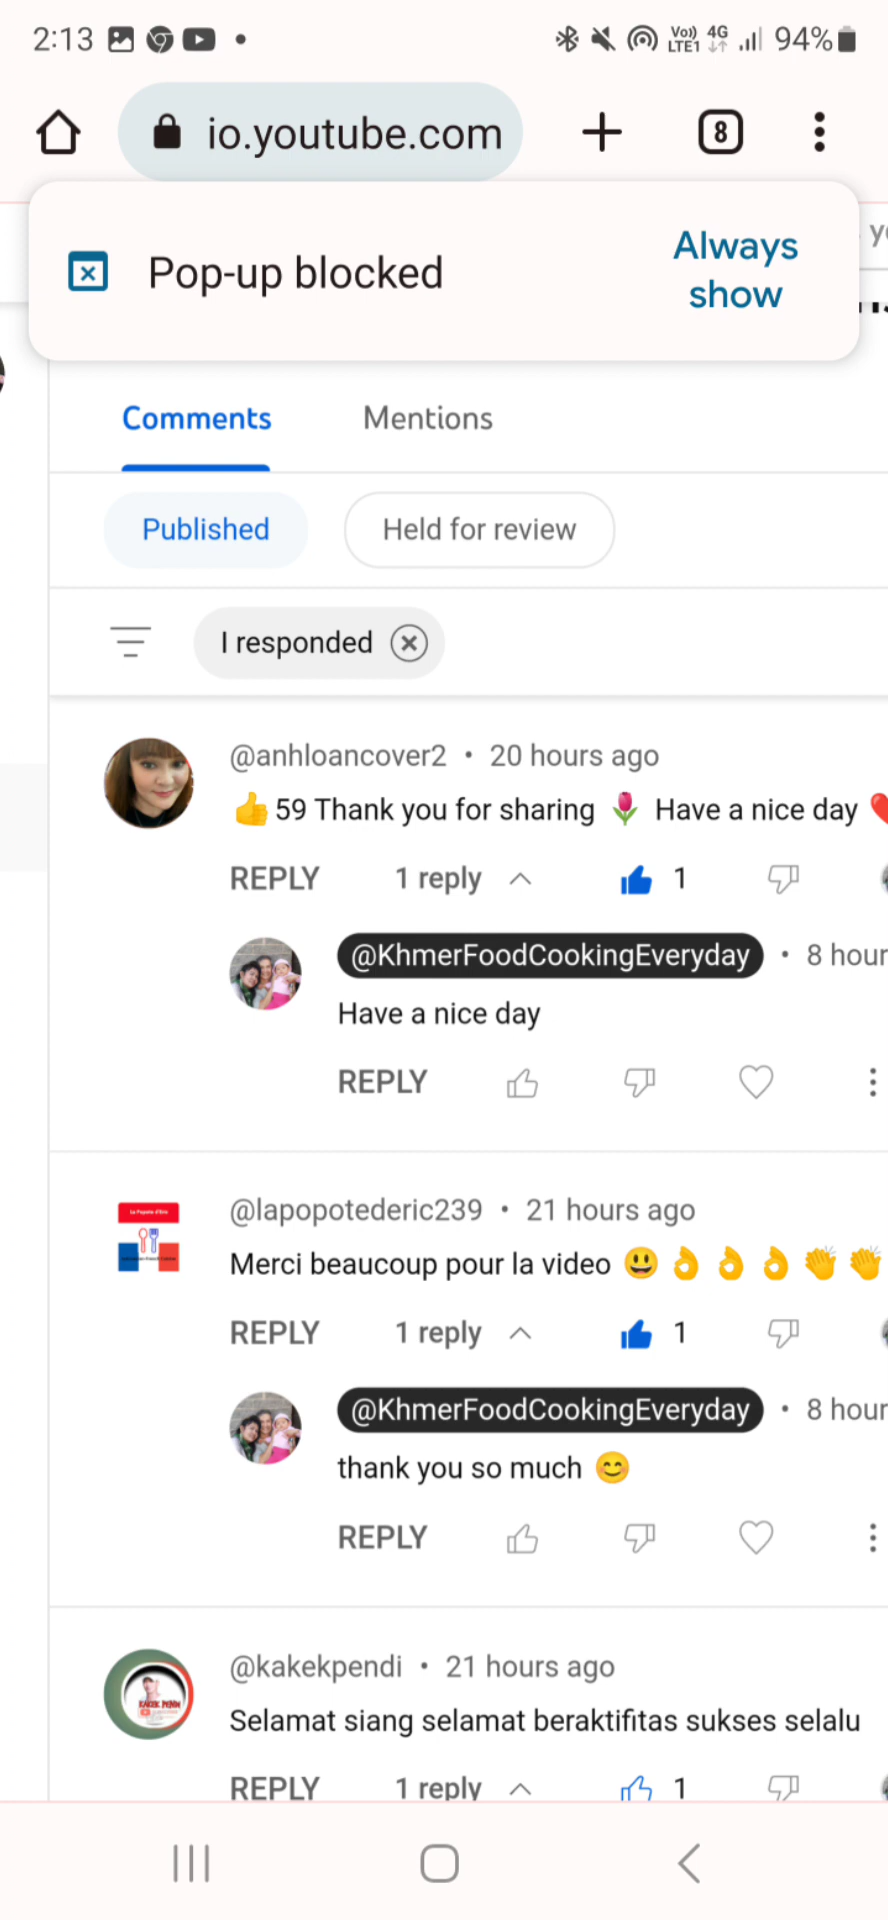 2:13
Vo)) LTE1 4G 94%
io.youtube.com
8
Pop-up blocked
Always show
Comments Mentions
Published Held for review
I responded
@anhloancover2 • 20 hours ago
👍 59 Thank you for sharing 🌷 Have a nice day ❤
REPLY 1 reply 1
@KhmerFoodCookingEveryday • 8 hour
Have a nice day
REPLY
@lapopotederic239 • 21 hours ago
Merci beaucoup pour la video 😃 👌 👌 👌 👏 👏
REPLY 1 reply 1
@KhmerFoodCookingEveryday • 8 hour
thank you so much 😊
REPLY
@kakekpendi • 21 hours ago
Selamat siang selamat beraktifitas sukses selalu
REPLY 1 reply 1